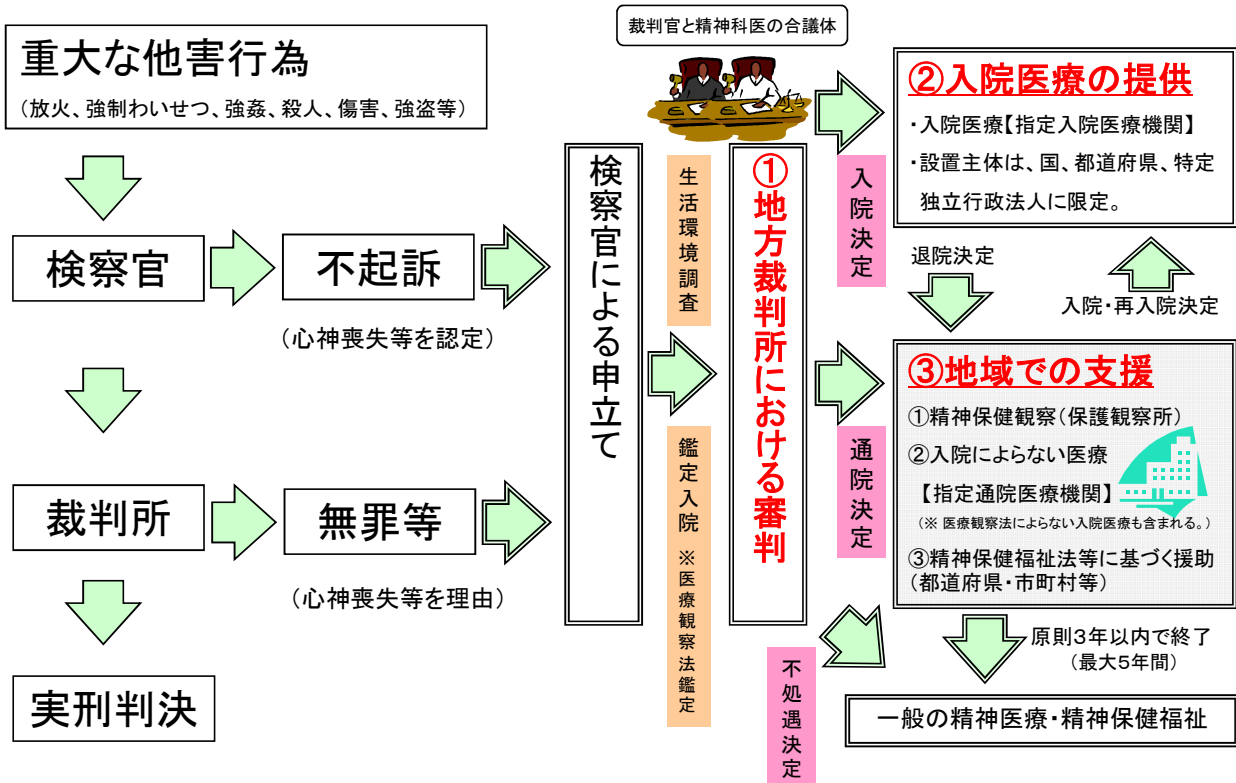 裁判官と精神科医の合議体
重大な他害行為
（放火、強制わいせつ、強姦、殺人、傷害、強盗等）
検察官
不起訴
（心神喪失等を認定）
裁判所
無罪等
（心神喪失等を理由）
実刑判決
検察官による申立て
生活環境調査
鑑定入院 ※医療観察法鑑定
①地方裁判所における審判
入院決定
通院決定
不処遇決定
②入院医療の提供
・入院医療【指定入院医療機関】
・設置主体は、国、都道府県、特定
独立行政法人に限定。
退院決定
入院・再入院決定
③地域での支援
①精神保健観察（保護観察所）
②入院によらない医療
【指定通院医療機関】
（※ 医療観察法によらない入院医療も含まれる。）
③精神保健福祉法等に基づく援助
（都道府県・市町村等）
原則３年以内で終了
（最大５年間）
一般の精神医療・精神保健福祉